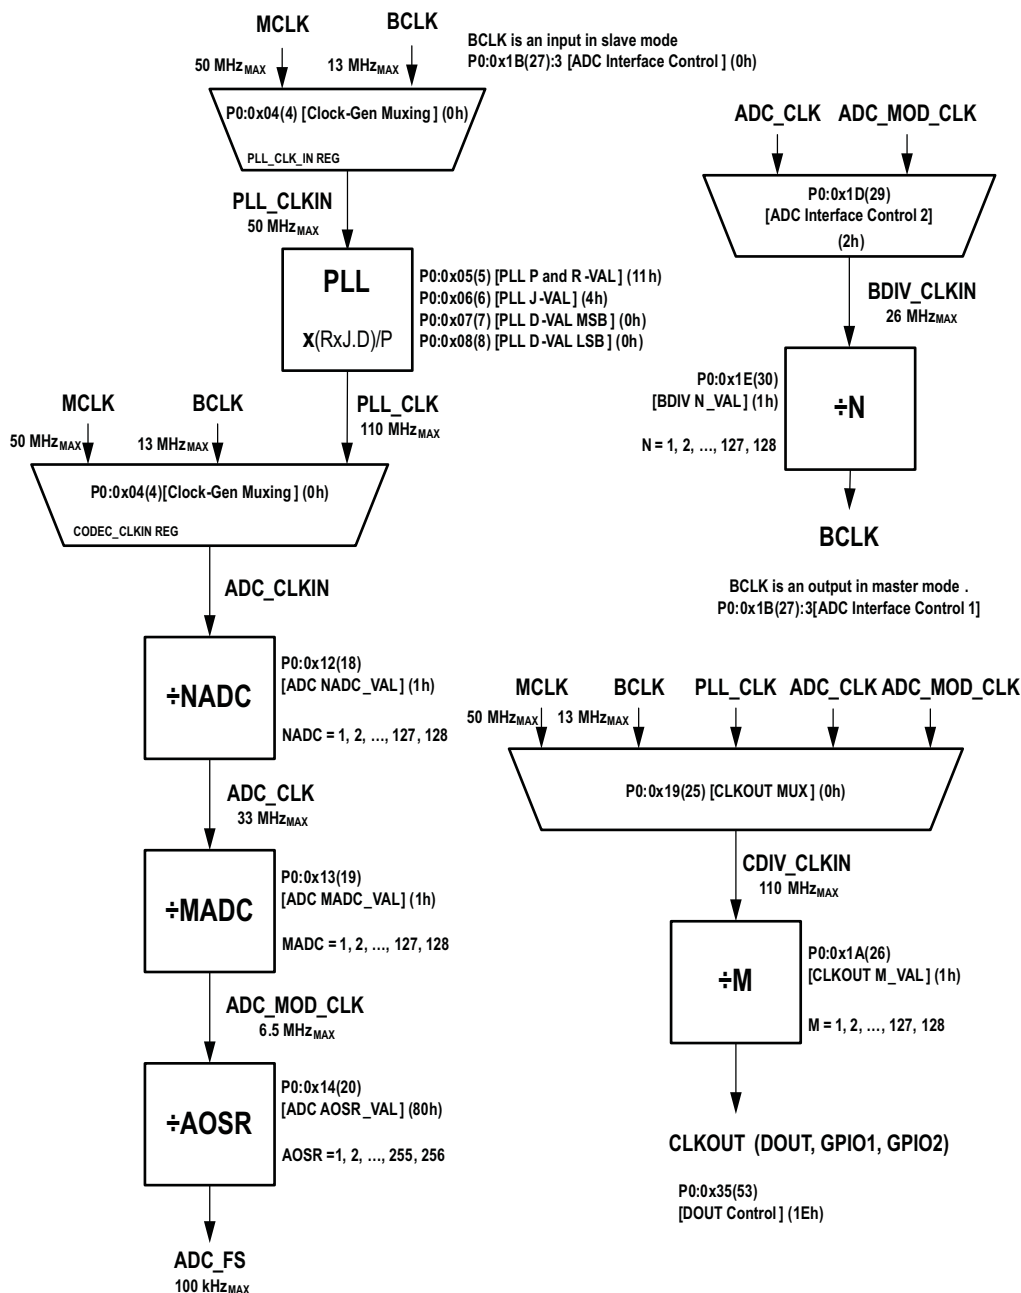 MCLK
BCLK
50 MHzMAX
13 MHzMAX
BCLK is an input in slave mode
P0:0x1B(27):3 [ADC Interface Control ] (0h)
P0:0x04(4) [Clock-Gen Muxing] (0h)
PLL_CLK_IN REG
PLL_CLKIN
50 MHzMAX
PLL
x(RxJ.D)/P
P0:0x05(5) [PLL P and R -VAL] (11h)
P0:0x06(6) [PLL J-VAL] (4h)
P0:0x07(7) [PLL D-VAL MSB] (0h)
P0:0x08(8) [PLL D-VAL LSB] (0h)
MCLK
BCLK
PLL_CLK
50 MHzMAX
13 MHzMAX
110 MHzMAX
P0:0x04(4)[Clock-Gen Muxing] (0h)
CODEC_CLKIN REG
ADC_CLKIN
÷NADC
P0:0x12(18)
[ADC NADC_VAL] (1h)
NADC = 1, 2, ..., 127, 128
ADC_CLK
33 MHzMAX
÷MADC
P0:0x13(19)
[ADC MADC_VAL] (1h)
MADC = 1, 2, ..., 127, 128
ADC_MOD_CLK
6.5 MHzMAX
÷AOSR
P0:0x14(20)
[ADC AOSR_VAL] (80h)
AOSR =1, 2, ..., 255, 256
ADC_FS
100 kHzMAX
ADC_CLK
ADC_MOD_CLK
P0:0x1D(29)
[ADC Interface Control 2]
(2h)
BDIV_CLKIN
26 MHzMAX
P0:0x1E(30)
[BDIV N_VAL] (1h)
N = 1, 2, ..., 127, 128
÷N
BCLK
BCLK is an output in master mode .
P0:0x1B(27):3[ADC Interface Control 1]
MCLK
BCLK
PLL_CLK
ADC_CLK
ADC_MOD_CLK
50 MHzMAX
13 MHzMAX
P0:0x19(25) [CLKOUT MUX] (0h)
CDIV_CLKIN
110 MHzMAX
÷M
P0:0x1A(26)
[CLKOUT M_VAL] (1h)
M = 1, 2, ..., 127, 128
CLKOUT (DOUT, GPIO1, GPIO2)
P0:0x35(53)
[DOUT Control] (1Eh)